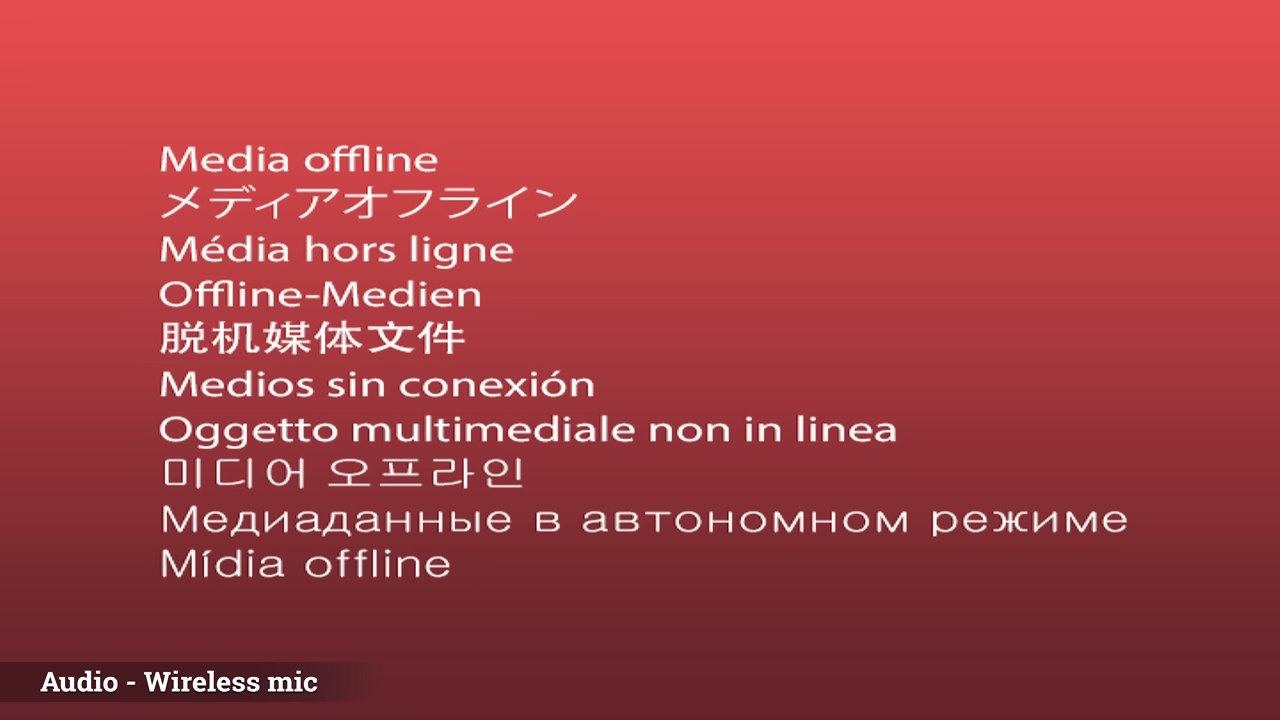 Media offline
メディアオフライン
Média hors ligne
Offline-Medien
脱机媒体文件
Medios sin conexión
Oggetto multimediale non in linea
미디어 오프라인
Медиаданные в автономном режиме
Mídia offline
Audio - Wireless mic